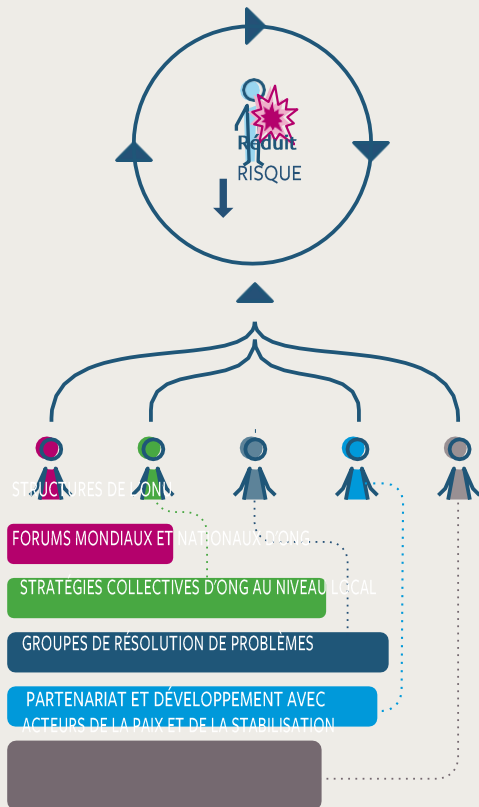 Réduit
RISQUE
STRUCTURES DE L'ONU
FORUMS MONDIAUX ET NATIONAUX D'ONG
STRATÉGIES COLLECTIVES D'ONG AU NIVEAU LOCAL
GROUPES DE RÉSOLUTION DE PROBLÈMES
PARTENARIAT ET DÉVELOPPEMENT AVEC
ACTEURS DE LA PAIX ET DE LA STABILISATION